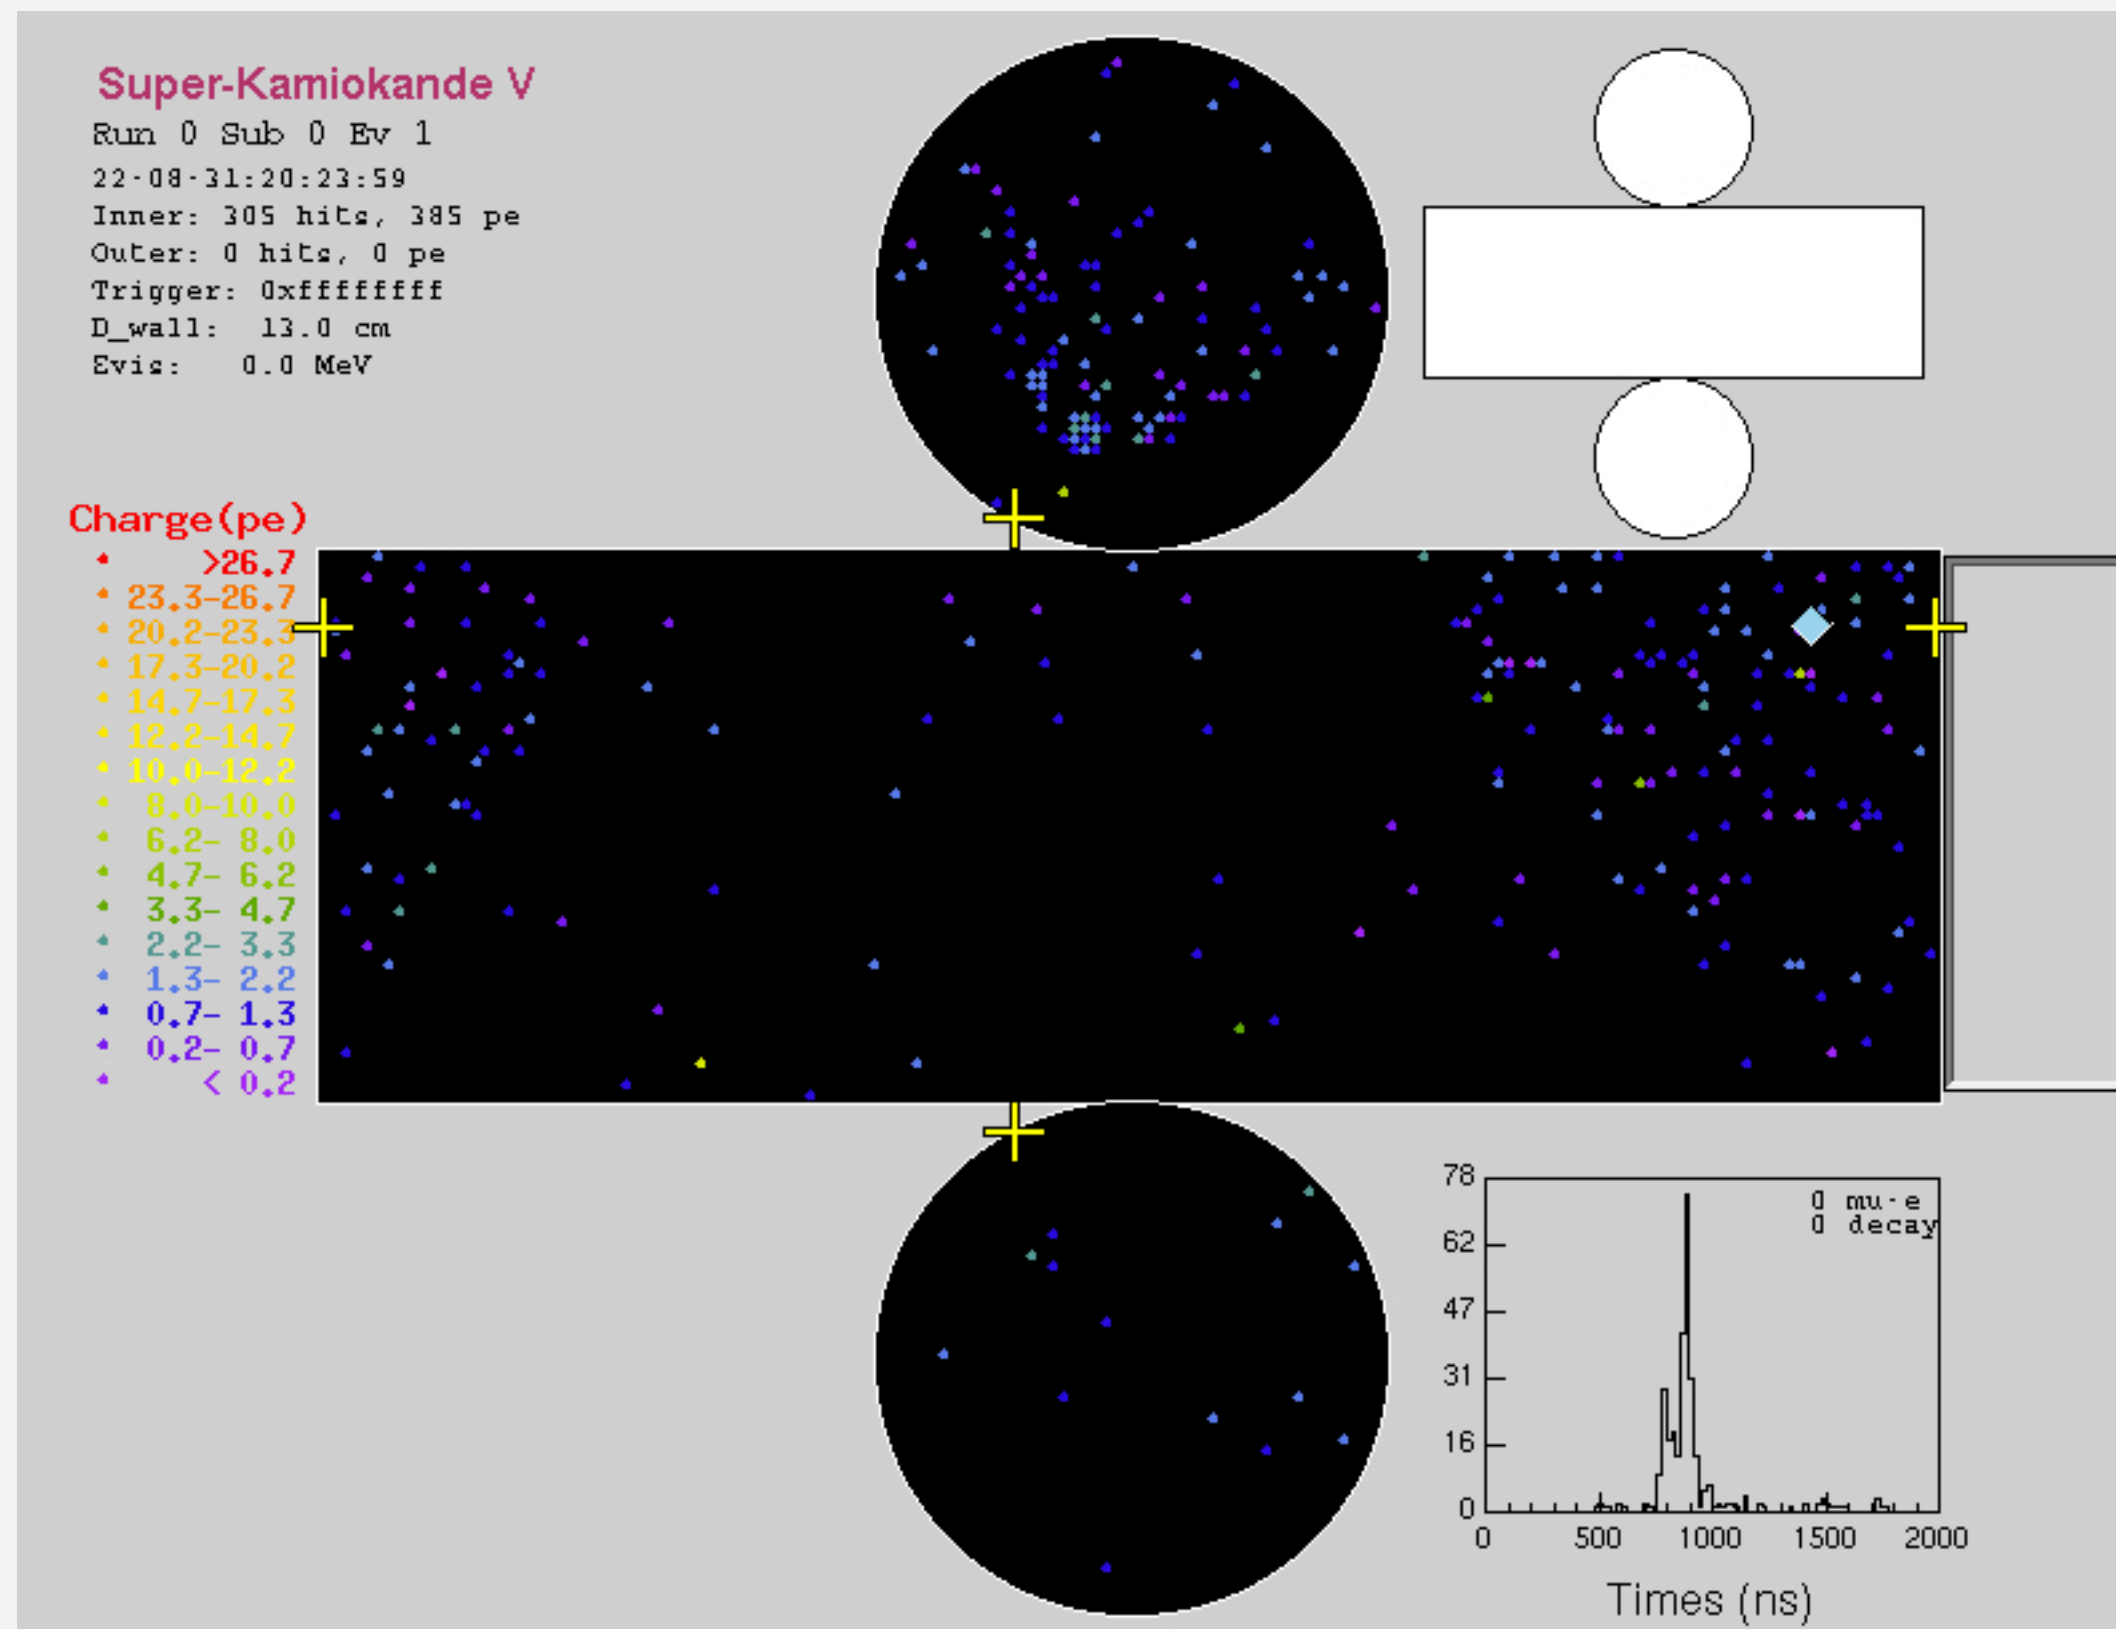 Super-Kamiokande V
Run 0 Sub 0 Ev 1
22-08-31:20:23:59
Inner: 305 hits, 385 pe
Outer: 0 hits, 0 pe
Trigger: 0xffffffff
D_wall: 13.0 cm
Evis: 0.0 MeV
Charge(pe)
>26.7
23.3-26.7
20.2-23.3
17.3-20.2
14.7-17.3
12.2-14.7
10.0-12.2
8.0-10.0
6.2- 8.0
4.7- 6.2
3.3- 4.7
2.2- 3.3
1.3- 2.2
0.7- 1.3
0.2- 0.7
< 0.2
0 mu-e
0 decay
78
62
47
31
16
0
0 500 1000 1500 2000
Times (ns)